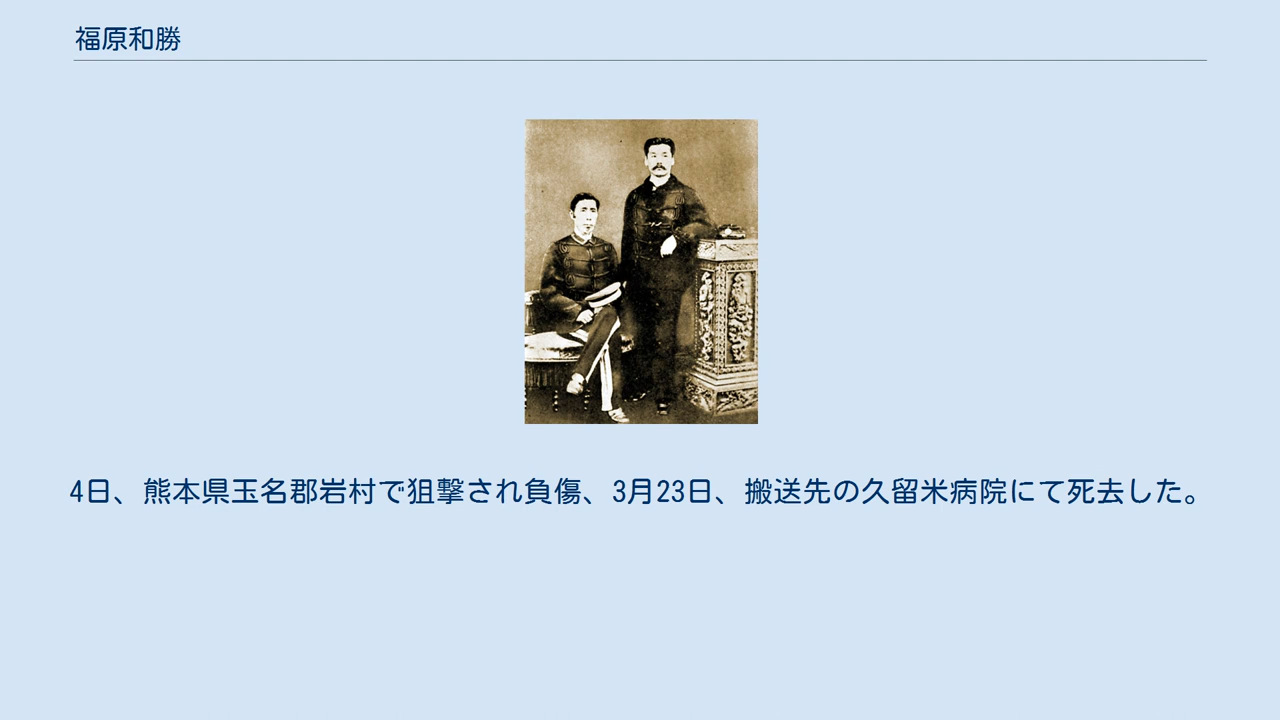 福原和勝
4日、熊本県玉名郡岩村で狙撃され負傷、3月23日、搬送先の久留米病院にて死去した。